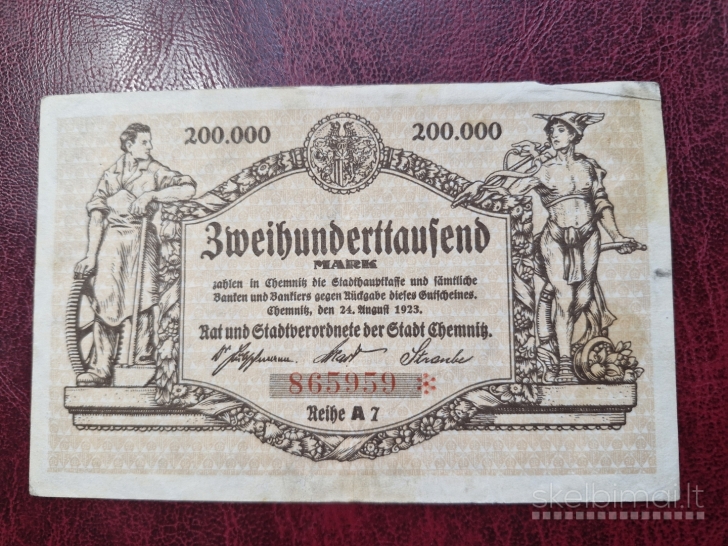 200.000 200.000
Zweihunderttausend
MARK
zahlen in Chemnitz die Stadthauptkasse und sämtliche
Banken und Bankiers gegen Rückgabe dieses Gutscheines.
Chemnitz, den 24. August 1923.
Rat und Stadtverordnete der Stadt Chemnitz.
865959 *
Reihe A 7
skelbimai.lt